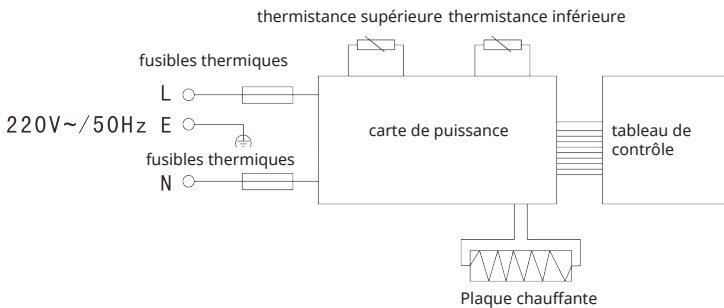 thermistance supérieure thermistance inférieure
fusibles thermiques
L
220V~/50Hz E
carte de puissance
tableau de
contrôle
fusibles thermiques
N
Plaque chauffante